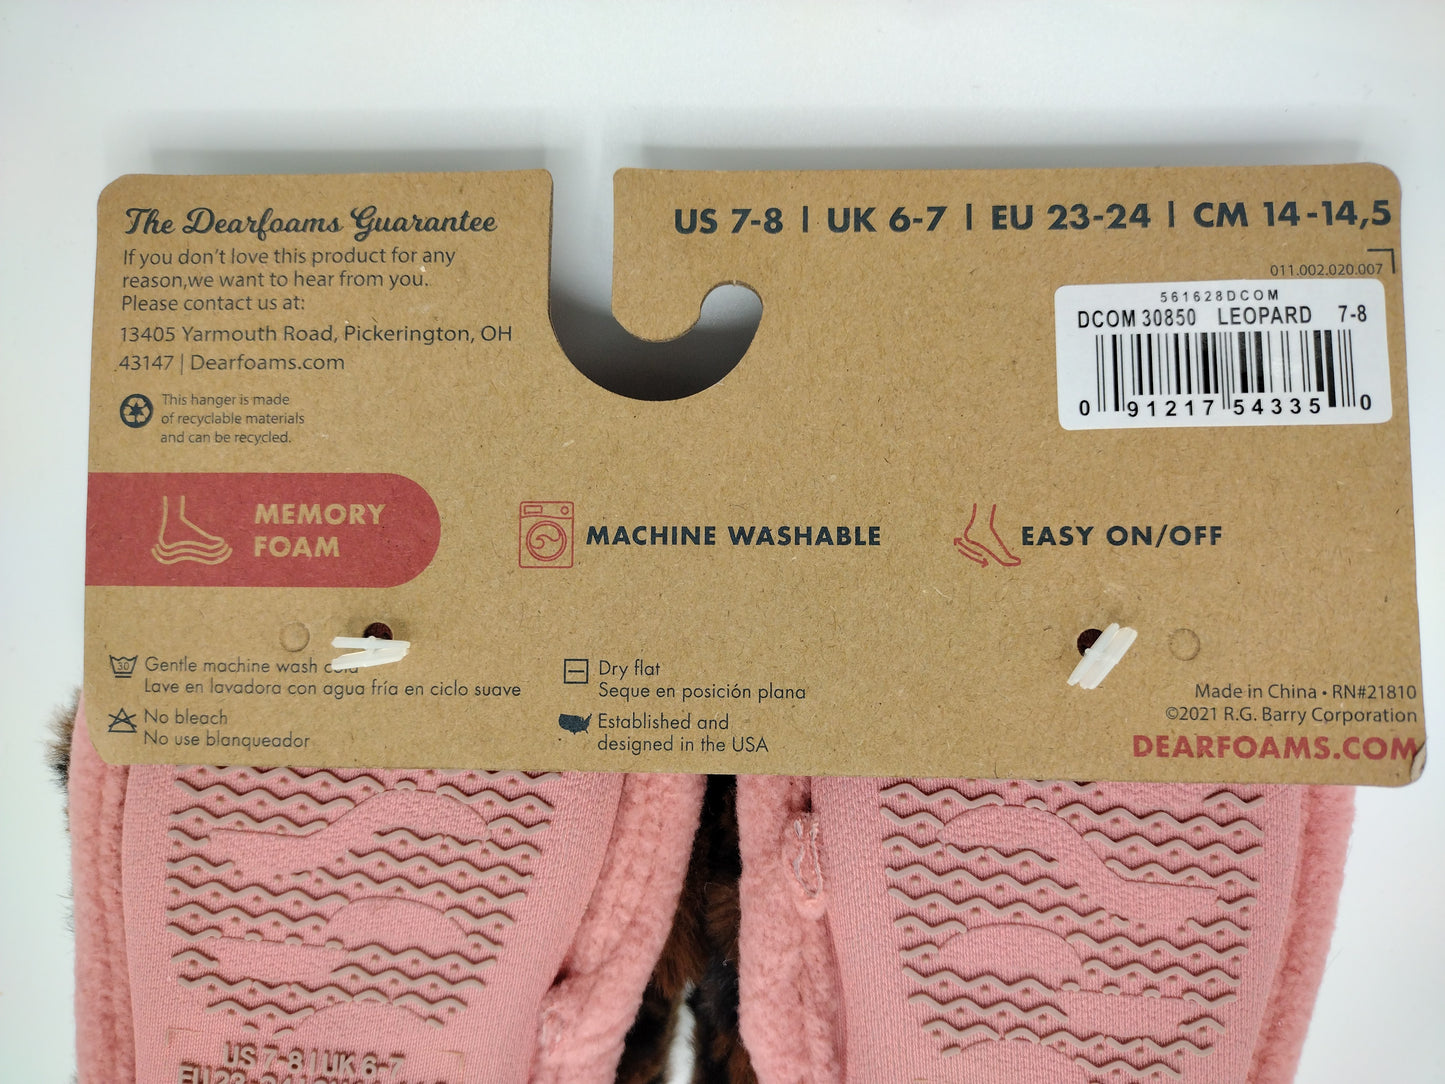 The Dearfoams Guarantee
If you don't love this product for any
reason,we want to hear from you.
Please contact us at:
13405 Yarmouth Road, Pickerington, OH
43147 | Dearfoams.com
This hanger is made
of recyclable materials
and can be recycled.
US 7-8 | UK 6-7 | EU 23-24 | CM 14-14,5
011.002.020.007
561628DCOM
DCOM 30850 LEOPARD 7-8
0 91217 54335 0
MEMORY
FOAM
MACHINE WASHABLE
EASY ON/OFF
30
Gentle machine wash cold
Lave en lavadora con agua fría en ciclo suave
No bleach
No use blanqueador
Dry flat
Seque en posición plana
Established and
designed in the USA
Made in China • RN#21810
©2021 R.G. Barry Corporation
DEARFOAMS.COM
US 7-8 | UK 6-7